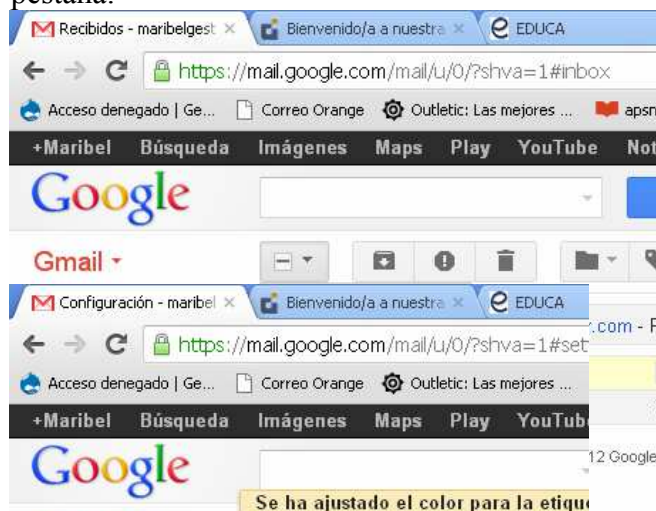 pestaña.
Recibidos - maribelgest × Bienvenido/a a nuestra × EDUCA
https://mail.google.com/mail/u/0/?shva=1#inbox
Acceso denegado | Ge... Correo Orange Outletic: Las mejores ... apsn
+Maribel Búsqueda Imágenes Maps Play YouTube Not
Google
Gmail
Configuración - maribel × Bienvenido/a a nuestra × EDUCA
.com - F
https://mail.google.com/mail/u/0/?shva=1#set
Acceso denegado | Ge... Correo Orange Outletic: Las mejores ...
+Maribel Búsqueda Imágenes Maps Play YouTub
12 Google
Google
Se ha ajustado el color para la etique